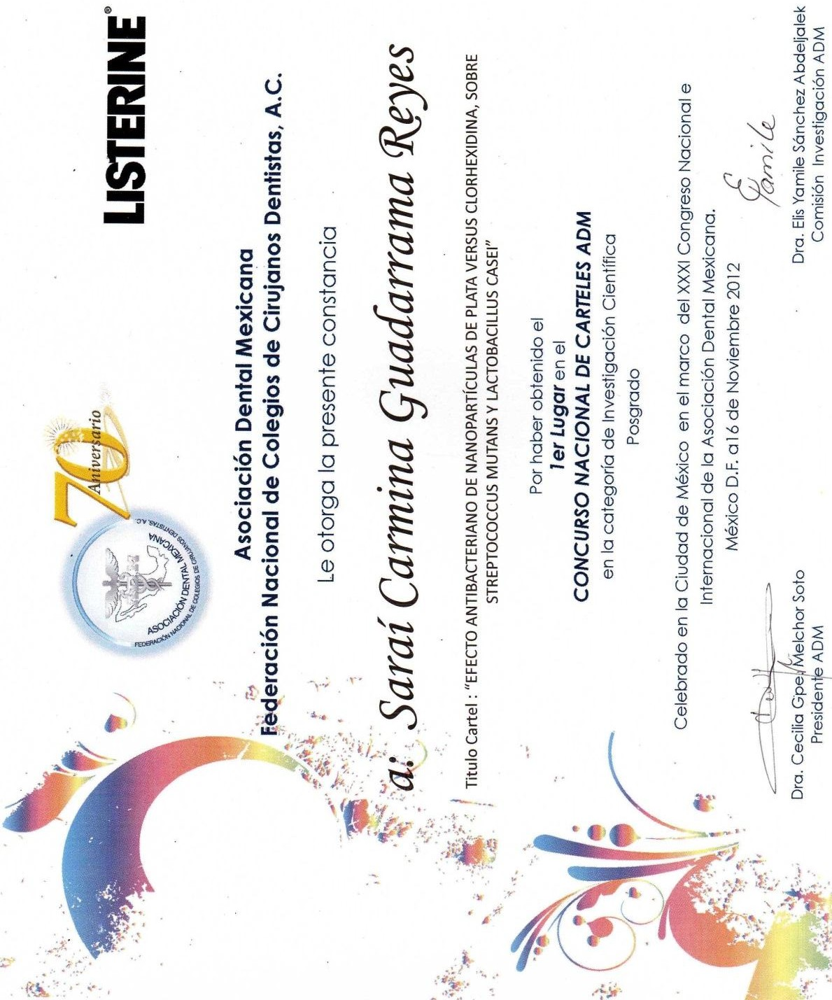 70
Aniversario
LISTERINE®
ASOCIACIÓN DENTAL MEXICANA
FEDERACIÓN NACIONAL DE COLEGIOS DE CIRUJANOS DENTISTAS, A.C.
Asociación Dental Mexicana
Federación Nacional de Colegios de Cirujanos Dentistas, A.C.
Le otorga la presente constancia
a: Saraí Carmina Guadarrama Reyes
Titulo Cartel : “EFECTO ANTIBACTERIANO DE NANOPARTÍCULAS DE PLATA VERSUS CLORHEXIDINA, SOBRE
STREPTOCOCCUS MUTANS Y LACTOBACILLUS CASEI”
Por haber obtenido el
1er Lugar en el
CONCURSO NACIONAL DE CARTELES ADM
en la categoría de Investigación Científica
Posgrado
Celebrado en la Ciudad de México en el marco del XXXI Congreso Nacional e
Internacional de la Asociación Dental Mexicana.
México D.F. a16 de Noviembre 2012
E Yamile
Dra. Cecilia Gpe. Melchor Soto
Presidente ADM
Dra. Elis Yamile Sánchez Abdeljalek
Comisión Investigación ADM